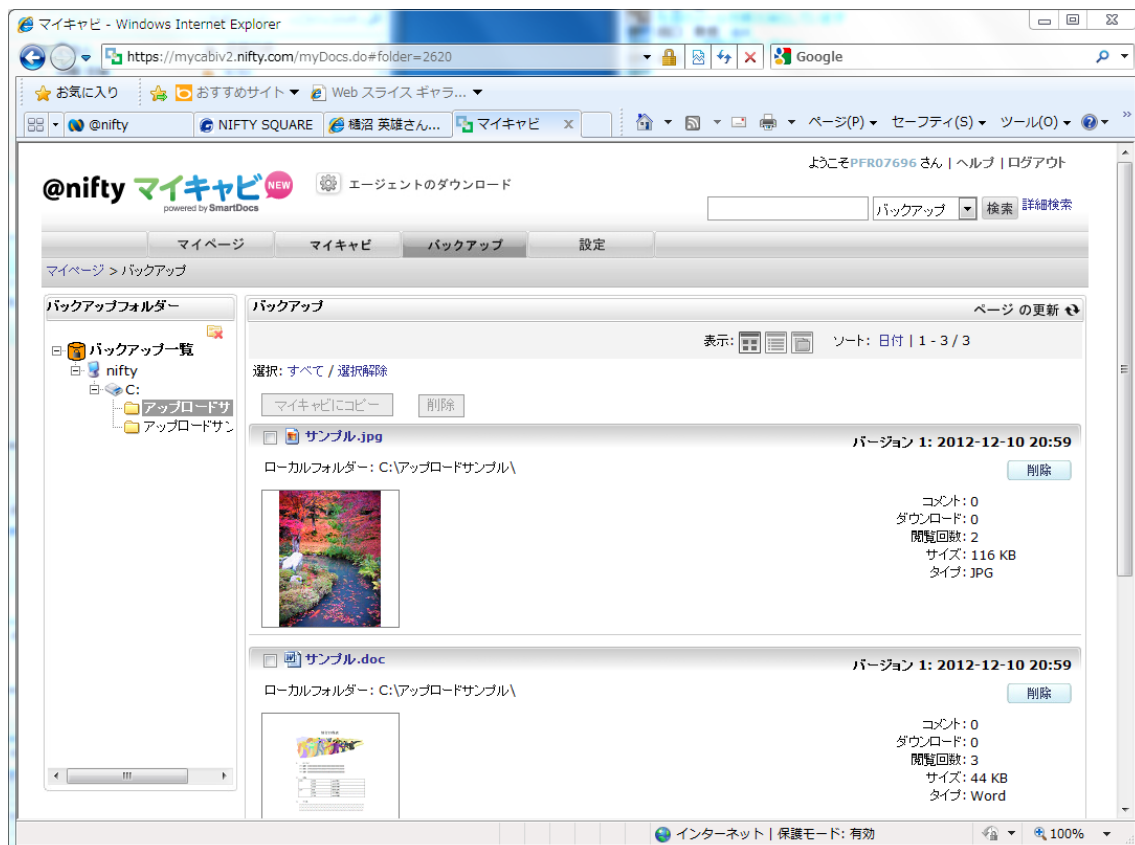 マイキャビ - Windows Internet Explorer
https://mycabiv2.nifty.com/myDocs.do#folder=2620
Google
お気に入り
おすすめサイト ▼
Web スライス ギャラ... ▼
@nifty
NIFTY SQUARE
橘沼 英雄さん...
マイキャビ x
ページ(P)
セーフティ(S)
ツール(O)
»
ようこそPFR07696 さん | ヘルプ | ログアウト
@nifty マイキャビ NEW
powered by SmartDocs
エージェントのダウンロード
バックアップ
検索
詳細検索
マイページ
マイキャビ
バックアップ
設定
マイページ > バックアップ
バックアップフォルダー
バックアップ一覧
nifty
C:
アップロードサ
アップロードサン
バックアップ
ページ の更新
表示:
ソート: 日付 | 1 - 3 / 3
選択: すべて / 選択解除
マイキャビにコピー
削除
サンプル.jpg
バージョン 1: 2012-12-10 20:59
ローカルフォルダー: C:\アップロードサンプル\
削除
コメント: 0
ダウンロード: 0
閲覧回数: 2
サイズ: 116 KB
タイプ: JPG
サンプル.doc
バージョン 1: 2012-12-10 20:59
ローカルフォルダー: C:\アップロードサンプル\
削除
コメント: 0
ダウンロード: 0
閲覧回数: 3
サイズ: 44 KB
タイプ: Word
インターネット | 保護モード: 有効
100%